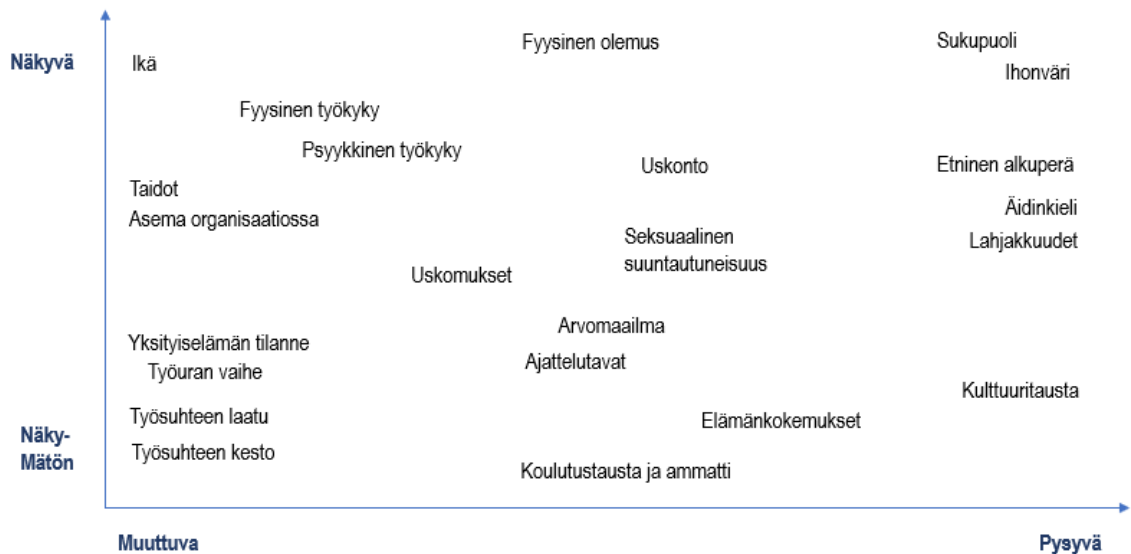 Fyysinen olemus
Sukupuoli
Näkyvä
Ikä
Ihonväri
Fyysinen työkyky
Psyykkinen työkyky
Uskonto
Etninen alkuperä
Taidot
Asema organisaatiossa
Äidinkieli
Seksuaalinen
suuntautuneisuus
Lahjakkuudet
Uskomukset
Arvomaailma
Yksityiselämän tilanne
Ajattelutavat
Työuran vaihe
Kulttuuritausta
Työsuhteen laatu
Elämänkokemukset
Näky-
Mätön
Työsuhteen kesto
Koulutustausta ja ammatti
Muuttuva
Pysyvä